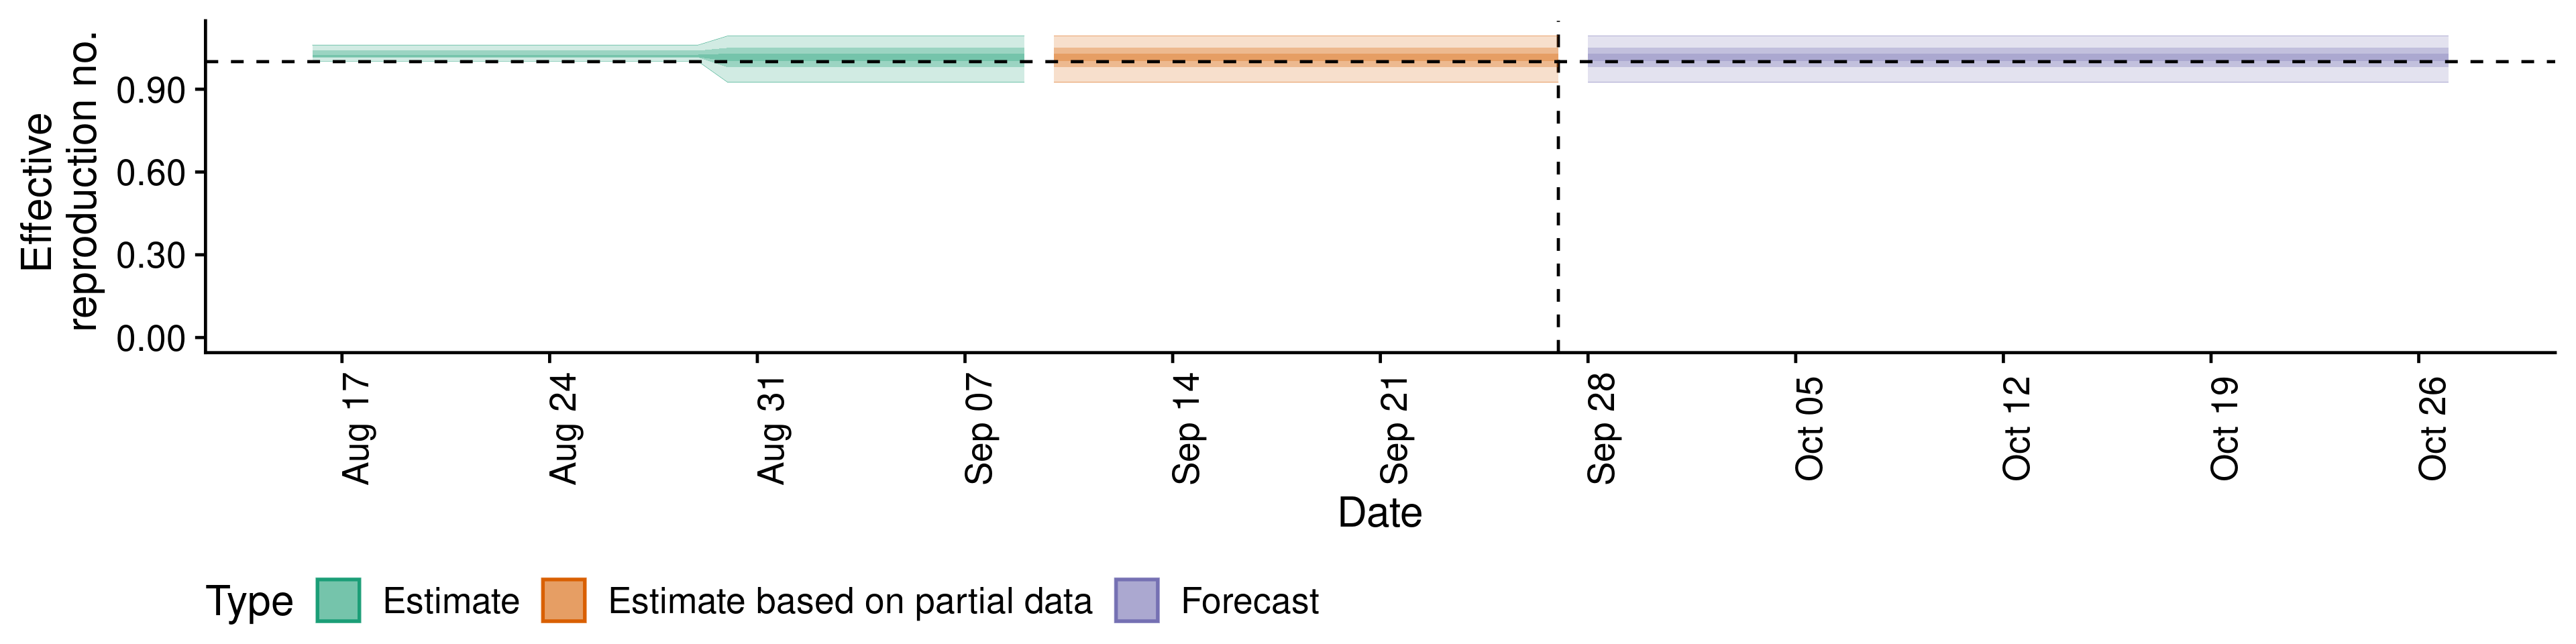 Effective
reproduction no.
0.90
0.60
0.30
0.00
Aug 17
Aug 24
Aug 31
Sep 07
Sep 14
Sep 21
Sep 28
Oct 05
Oct 12
Oct 19
Oct 26
Date
Type Estimate Estimate based on partial data Forecast